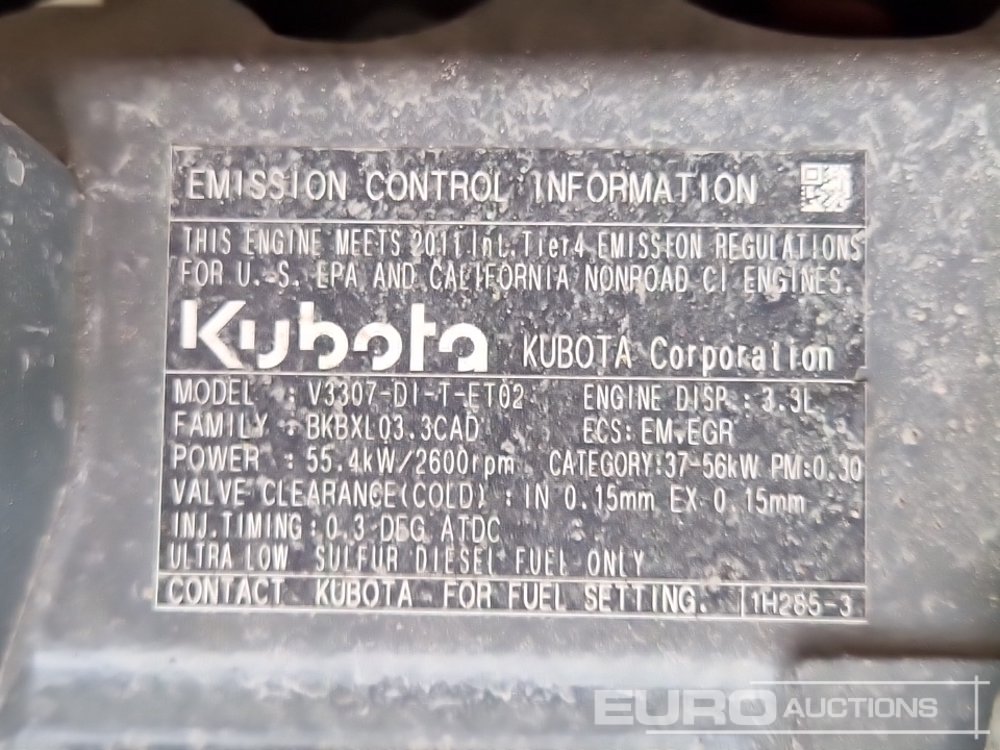 EMISSION CONTROL INFORMATION
THIS ENGINE MEETS 2011 Int. Tier4 EMISSION REGULATIONS
FOR U.S. EPA AND CALIFORNIA NONROAD CI ENGINES.
Kubota KUBOTA Corporation
MODEL : V3307-DI-T-ET02 ENGINE DISP. : 3.3L
FAMILY : BKBXL03.3CAD ECS: EM,EGR
POWER : 55.4kW/2600rpm CATEGORY:37-56kW PM:0.30
VALVE CLEARANCE(COLD) : IN 0.15mm EX 0.15mm
INJ.TIMING : 0.3 DEG ATDC
ULTRA LOW SULFUR DIESEL FUEL ONLY
CONTACT KUBOTA FOR FUEL SETTING. 1H285-3
EURO AUCTIONS